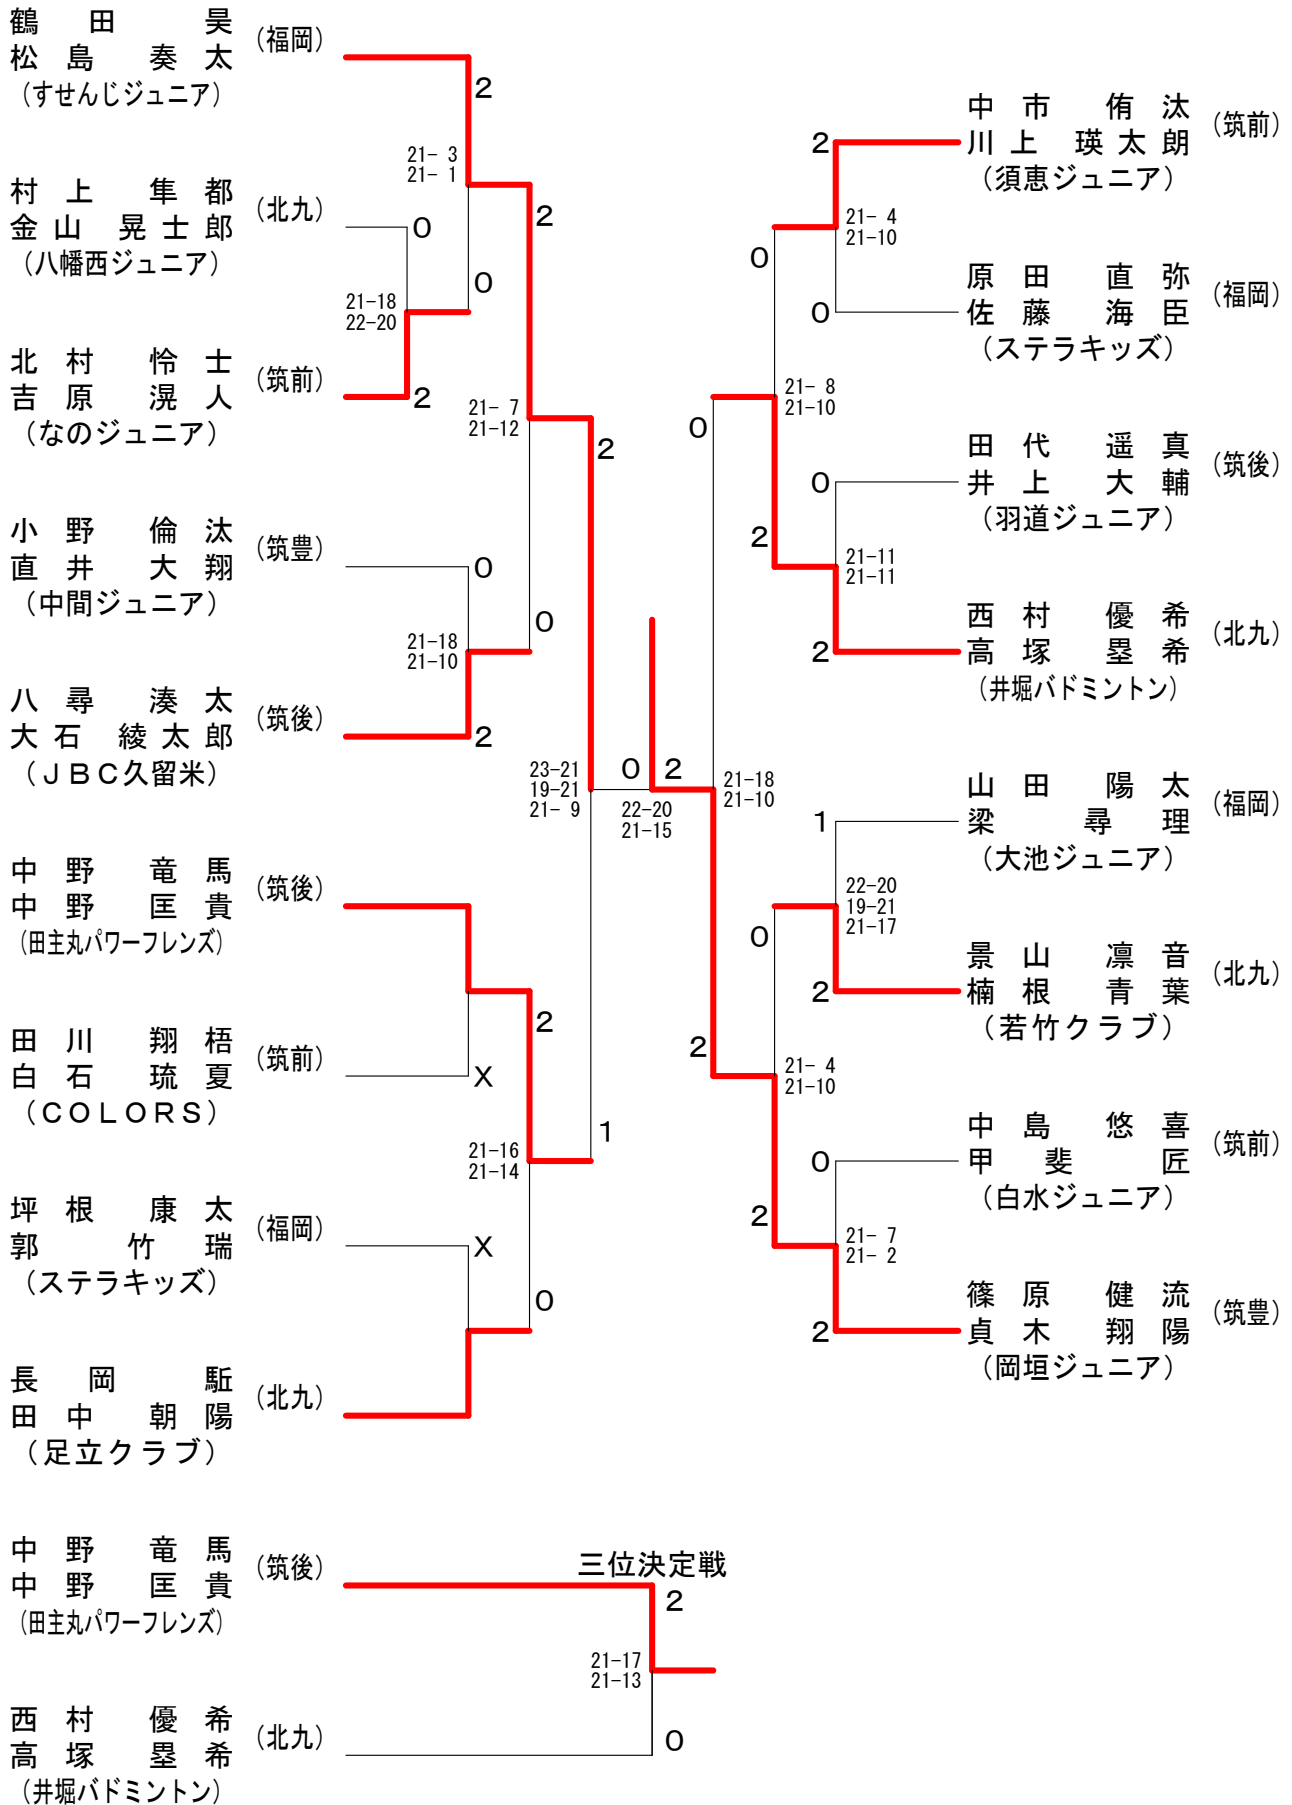 鶴田　昊 (福岡)
松島　奏太
(すせんじジュニア)
2
21- 3
21- 1
2
村上　隼都 (北九)
金山　晃士郎
(八幡西ジュニア)
0
0
21-18
22-20
北村　怜士 (筑前)
吉原　滉人
(なのジュニア)
2
21- 7
21-12
2
小野　倫汰 (筑豊)
直井　大翔
(中間ジュニア)
0
0
21-18
21-10
八尋　湊太 (筑後)
大石　綾太郎
(ＪＢＣ久留米)
2
23-21
19-21
21- 9
0
2
22-20
21-15
中野　竜馬 (筑後)
中野　匡貴
(田主丸パワーフレンズ)
2
田川　翔梧 (筑前)
白石　琉夏
(ＣＯＬＯＲＳ)
X
21-16
21-14
1
坪根　康太 (福岡)
郭　竹瑞
(ステラキッズ)
X
0
長岡　駈 (北九)
田中　朝陽
(足立クラブ)
中市　侑汰 (筑前)
川上　瑛太朗
(須恵ジュニア)
2
21- 4
21-10
0
原田　直弥 (福岡)
佐藤　海臣
(ステラキッズ)
0
21- 8
21-10
0
田代　遥真 (筑後)
井上　大輔
(羽道ジュニア)
0
2
21-11
21-11
西村　優希 (北九)
高塚　塁希
(井堀バドミントン)
2
21-18
21-10
山田　陽太 (福岡)
梁　尋理
(大池ジュニア)
1
22-20
19-21
21-17
0
景山　凛音 (北九)
楠根　青葉
(若竹クラブ)
2
2
21- 4
21-10
中島　悠喜 (筑前)
甲斐　匠
(白水ジュニア)
0
2
21- 7
21- 2
篠原　健流 (筑豊)
貞木　翔陽
(岡垣ジュニア)
2
三位決定戦
中野　竜馬 (筑後)
中野　匡貴
(田主丸パワーフレンズ)
2
21-17
21-13
西村　優希 (北九)
高塚　塁希
(井堀バドミントン)
0